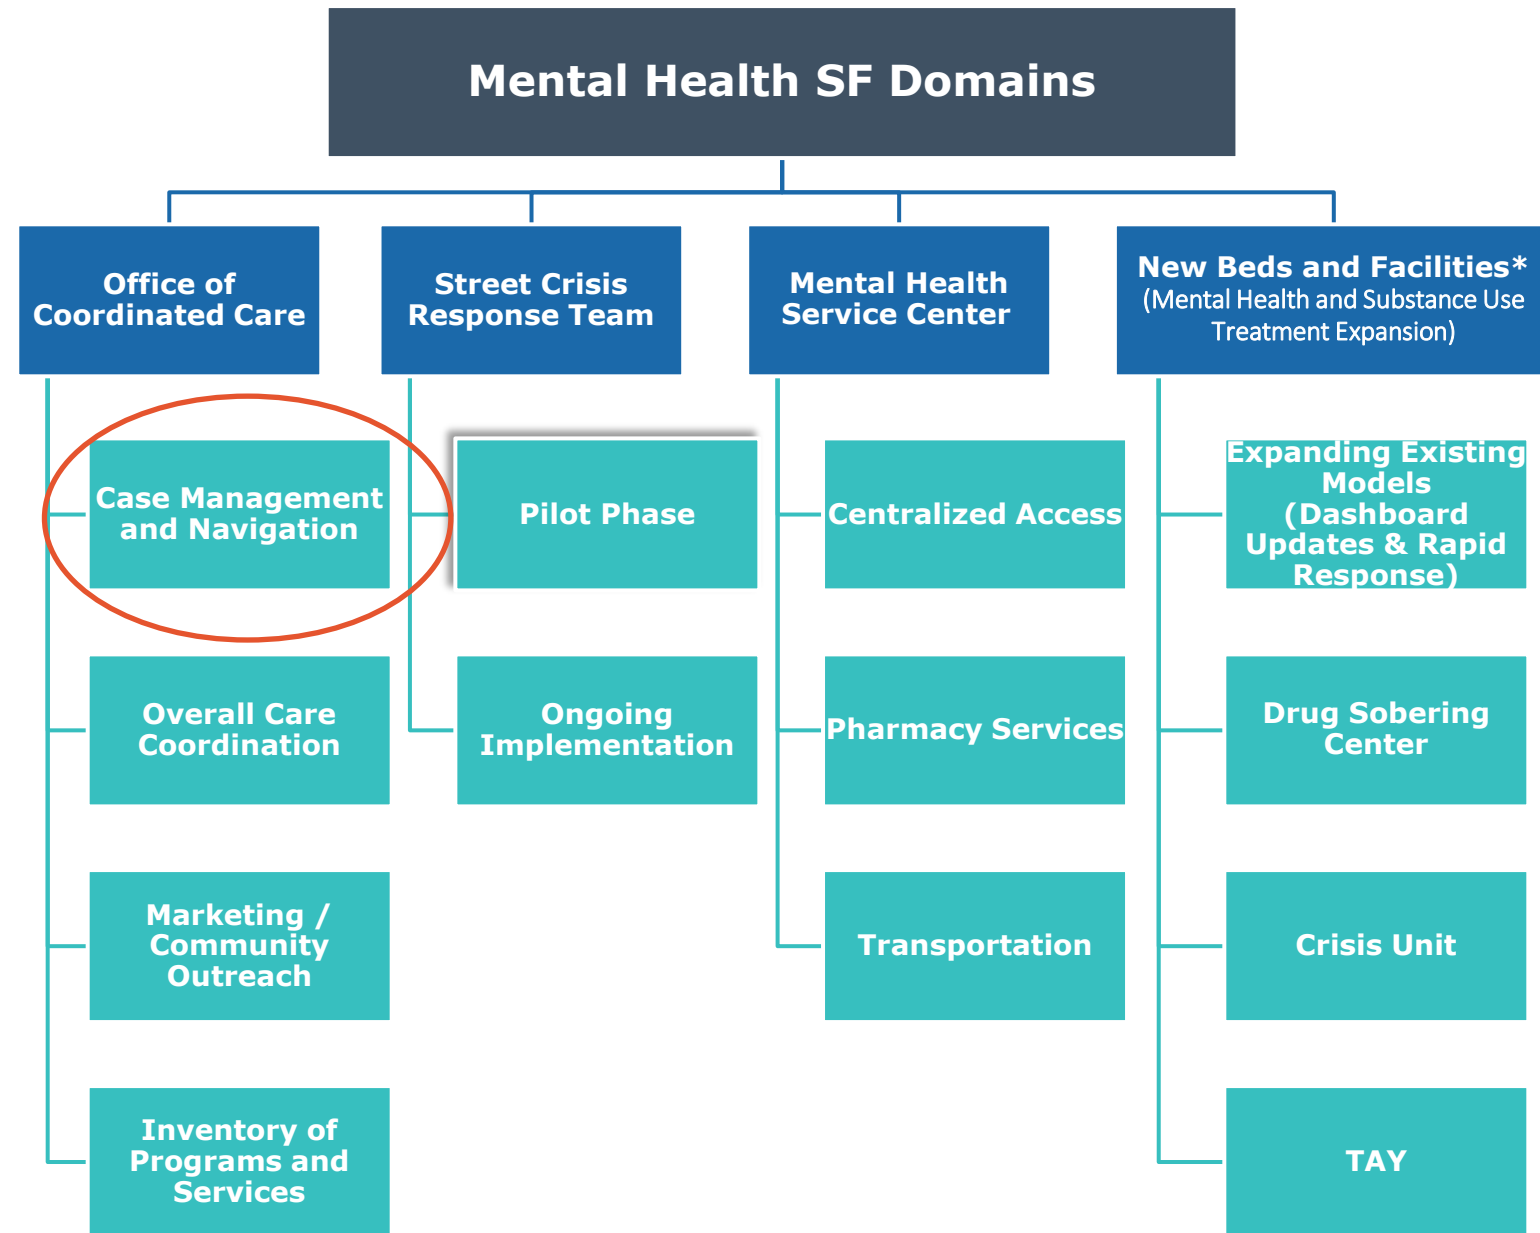 Mental Health SF Domains
Office of
Coordinated Care
Street Crisis
Response Team
Mental Health
Service Center
New Beds and Facilities*
(Mental Health and Substance Use
Treatment Expansion)
Case Management
and Navigation
Pilot Phase
Centralized Access
Expanding Existing
Models
(Dashboard
Updates & Rapid
Response)
Overall Care
Coordination
Ongoing
Implementation
Pharmacy Services
Drug Sobering
Center
Marketing /
Community
Outreach
Transportation
Crisis Unit
Inventory of
Programs and
Services
TAY